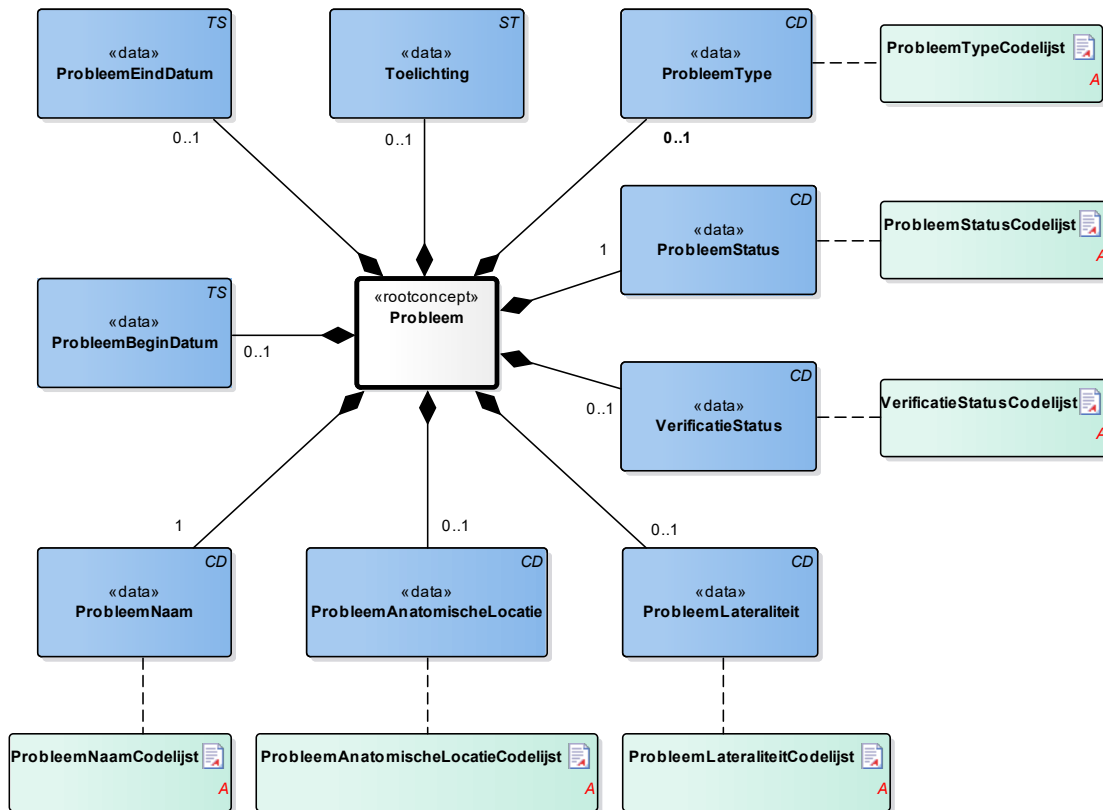 TS
«data»
ProbleemEindDatum
0..1
ST
«data»
Toelichting
0..1
CD
«data»
ProbleemType
0..1
ProbleemTypeCodelijst
A
CD
«data»
ProbleemStatus
1
ProbleemStatusCodelijst
A
«rootconcept»
Probleem
TS
«data»
ProbleemBeginDatum
0..1
CD
«data»
VerificatieStatus
0..1
VerificatieStatusCodelijst
A
1
CD
«data»
ProbleemNaam
0..1
CD
«data»
ProbleemAnatomischeLocatie
0..1
CD
«data»
ProbleemLateraliteit
ProbleemNaamCodelijst
A
ProbleemAnatomischeLocatieCodelijst
A
ProbleemLateraliteitCodelijst
A